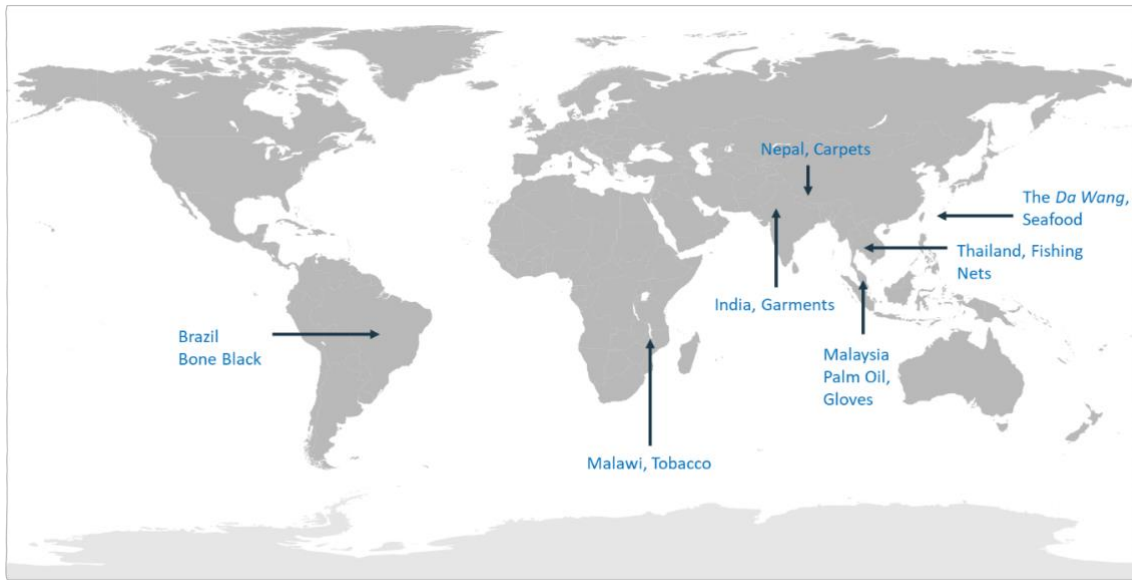 Nepal, Carpets
The Da Wang,
Seafood
Thailand, Fishing
Nets
India, Garments
Brazil
Bone Black
Malaysia
Palm Oil,
Gloves
Malawi, Tobacco